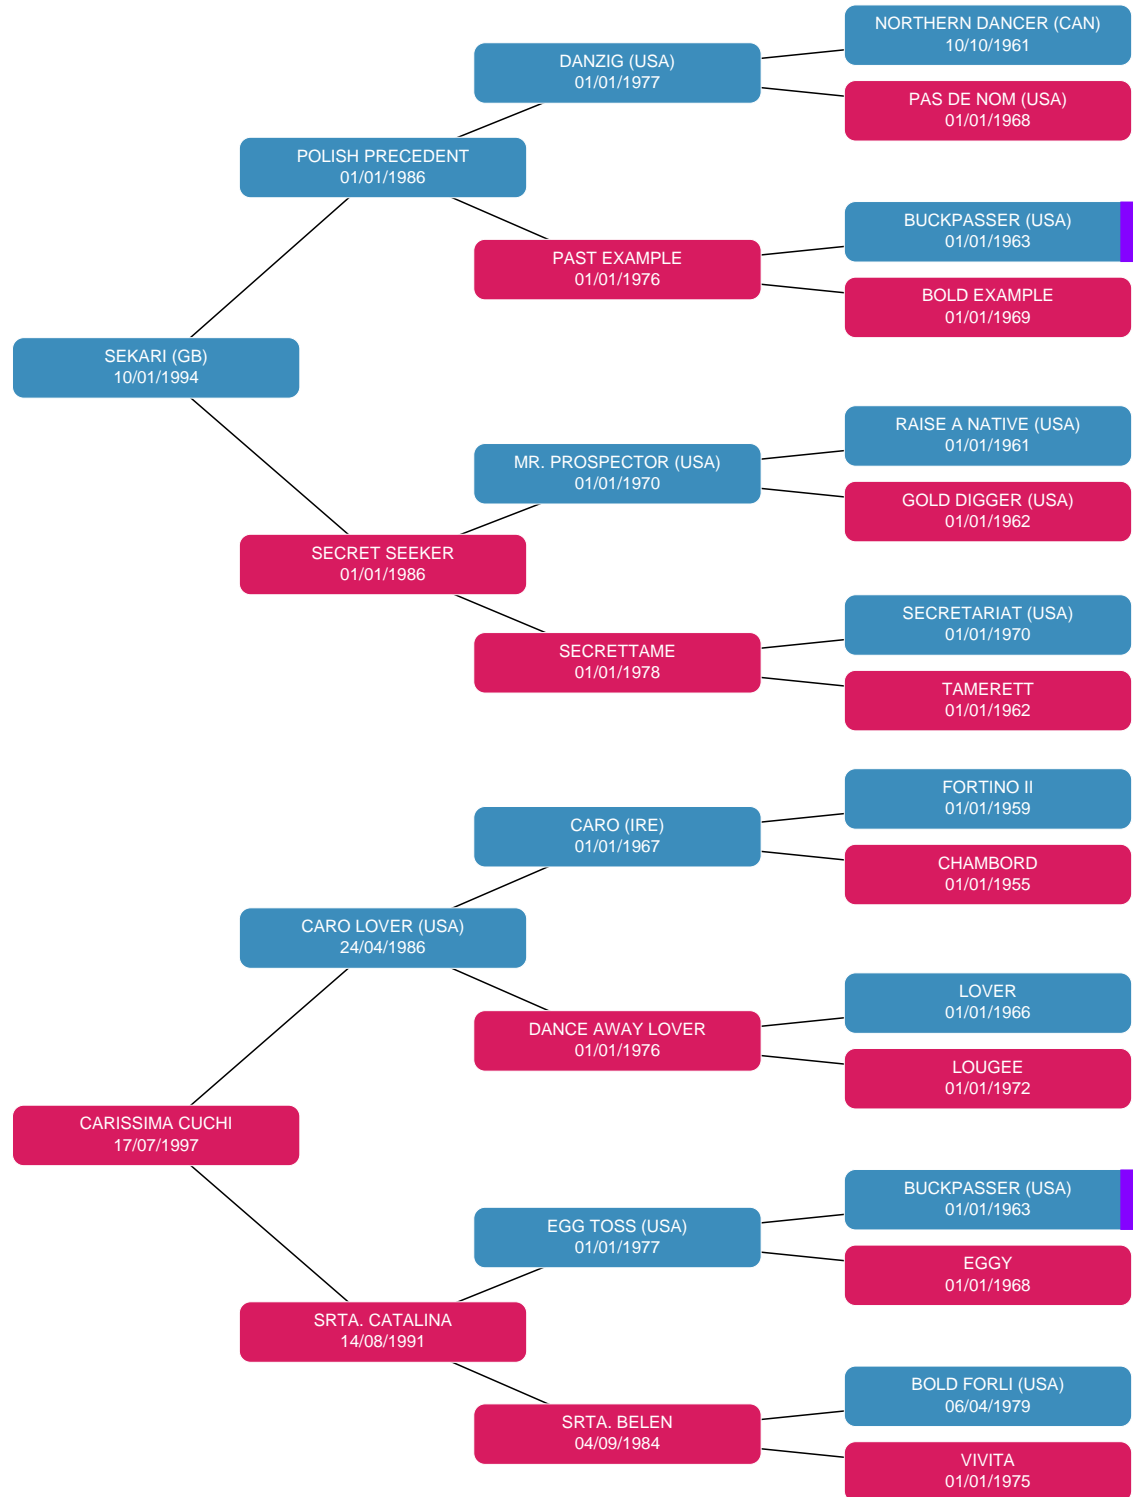 NORTHERN DANCER (CAN)
10/10/1961
DANZIG (USA)
01/01/1977
PAS DE NOM (USA)
01/01/1968
POLISH PRECEDENT
01/01/1986
BUCKPASSER (USA)
01/01/1963
PAST EXAMPLE
01/01/1976
BOLD EXAMPLE
01/01/1969
SEKARI (GB)
10/01/1994
RAISE A NATIVE (USA)
01/01/1961
MR. PROSPECTOR (USA)
01/01/1970
GOLD DIGGER (USA)
01/01/1962
SECRET SEEKER
01/01/1986
SECRETARIAT (USA)
01/01/1970
SECRETTAME
01/01/1978
TAMERETT
01/01/1962
FORTINO II
01/01/1959
CARO (IRE)
01/01/1967
CHAMBORD
01/01/1955
CARO LOVER (USA)
24/04/1986
LOVER
01/01/1966
DANCE AWAY LOVER
01/01/1976
LOUGEE
01/01/1972
CARISSIMA CUCHI
17/07/1997
BUCKPASSER (USA)
01/01/1963
EGG TOSS (USA)
01/01/1977
EGGY
01/01/1968
SRTA. CATALINA
14/08/1991
BOLD FORLI (USA)
06/04/1979
SRTA. BELEN
04/09/1984
VIVITA
01/01/1975